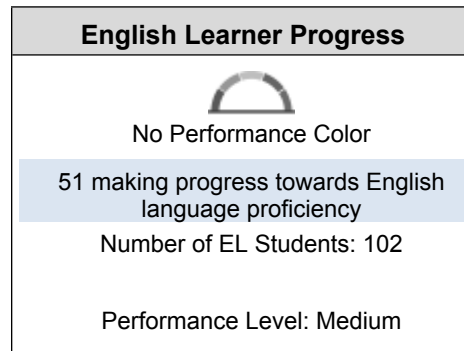 English Learner Progress
No Performance Color
51 making progress towards English
language proficiency
Number of EL Students: 102
Performance Level: Medium